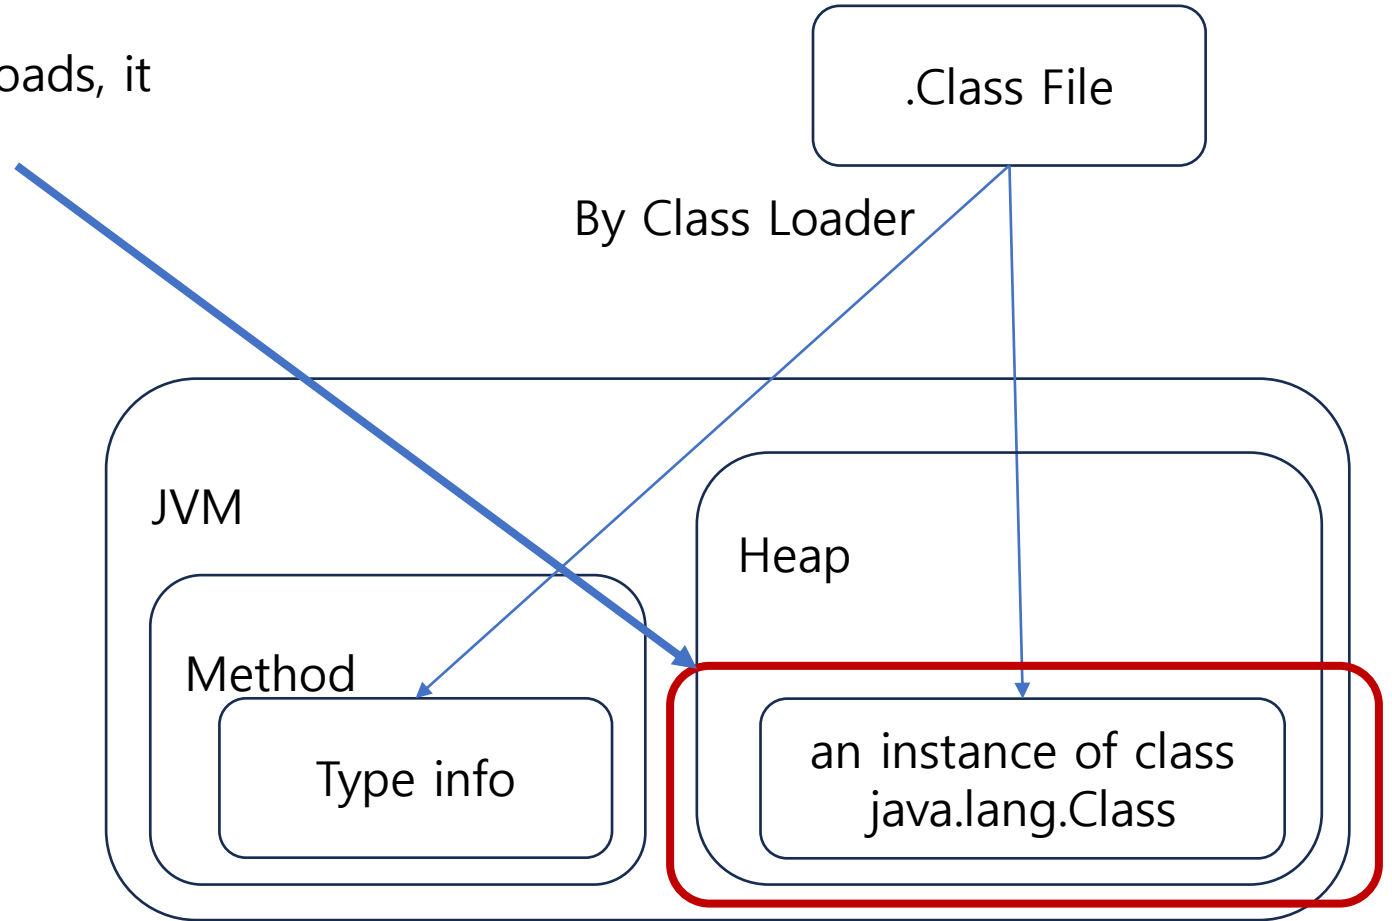 oads, it
.Class File
By Class Loader
JVM
Heap
Method
Type info
an instance of class
java.lang.Class